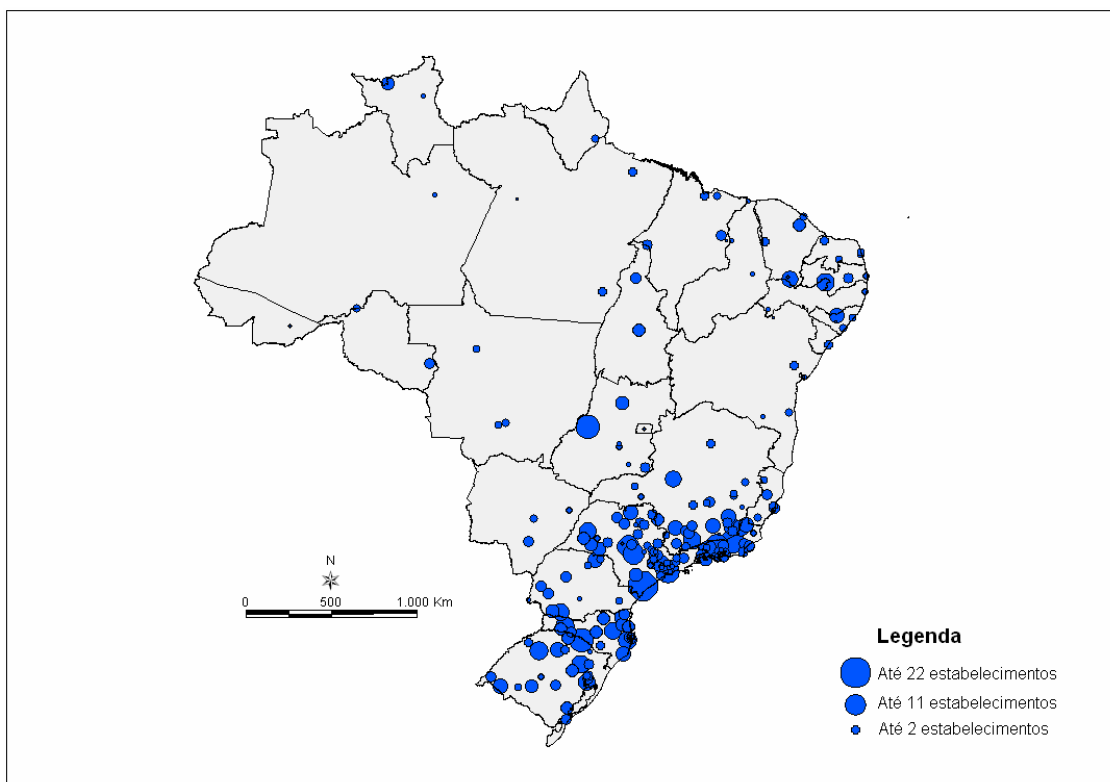 N
0 500 1.000 Km
Legenda
Até 22 estabelecimentos
Até 11 estabelecimentos
Até 2 estabelecimentos